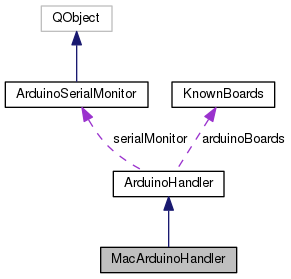 QObject
ArduinoSerialMonitor
KnownBoards
serialMonitor
arduinoBoards
ArduinoHandler
MacArduinoHandler